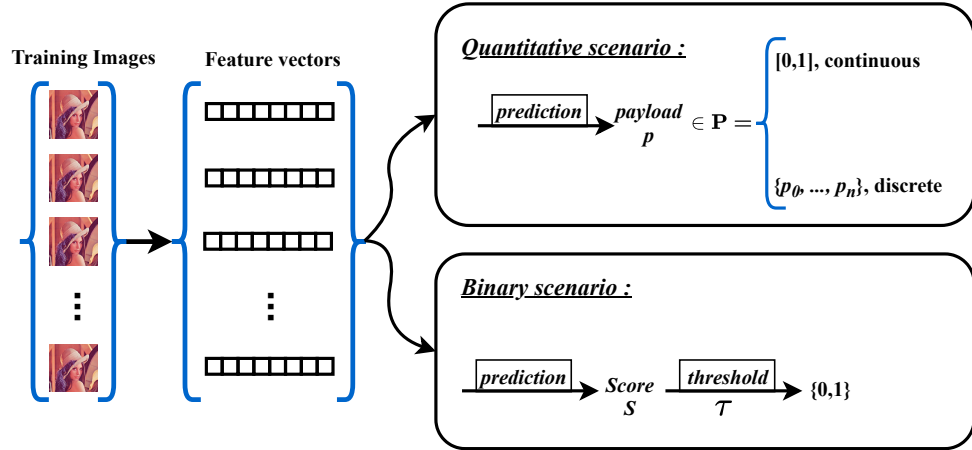 Training Images
Feature vectors
Quantitative scenario :
[0,1], continuous
prediction
payload
p
∈ P =
{p₀, ..., pₙ}, discrete
Binary scenario :
prediction
Score
S
threshold
τ
{0,1}